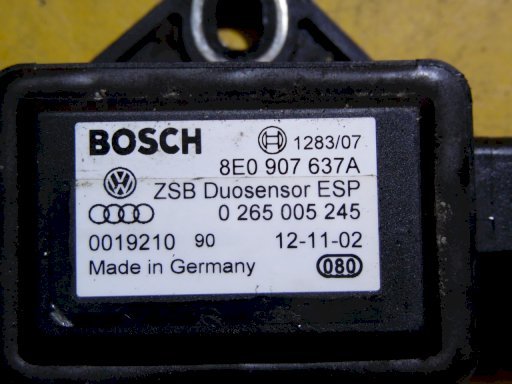 BOSCH 1283/07
8E0 907 637A
ZSB Duosensor ESP
0 265 005 245
0019210 90 12-11-02
Made in Germany 080